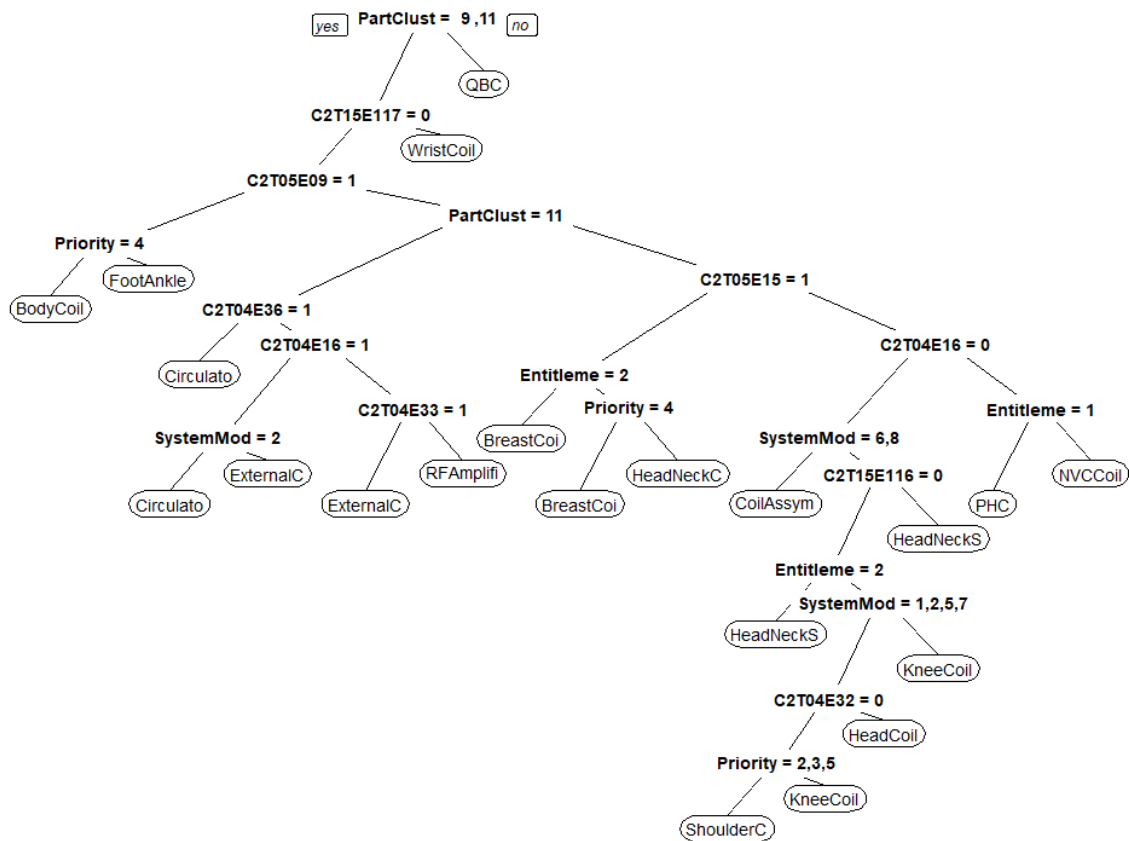 yes PartClust = 9 ,11 no
QBC
C2T15E117 = 0
WristCoil
C2T05E09 = 1
PartClust = 11
Priority = 4
FootAnkle
BodyCoil
C2T05E15 = 1
C2T04E36 = 1
C2T04E16 = 1
C2T04E16 = 0
Circulato
Entitleme = 2
C2T04E33 = 1
Priority = 4
Entitleme = 1
SystemMod = 2
BreastCoi
SystemMod = 6,8
ExternalC
RFAmplifi
HeadNeckC
C2T15E116 = 0
NVCCoil
Circulato
ExternalC
BreastCoi
CoilAssym
PHC
HeadNeckS
Entitleme = 2
SystemMod = 1,2,5,7
HeadNeckS
KneeCoil
C2T04E32 = 0
HeadCoil
Priority = 2,3,5
KneeCoil
ShoulderC